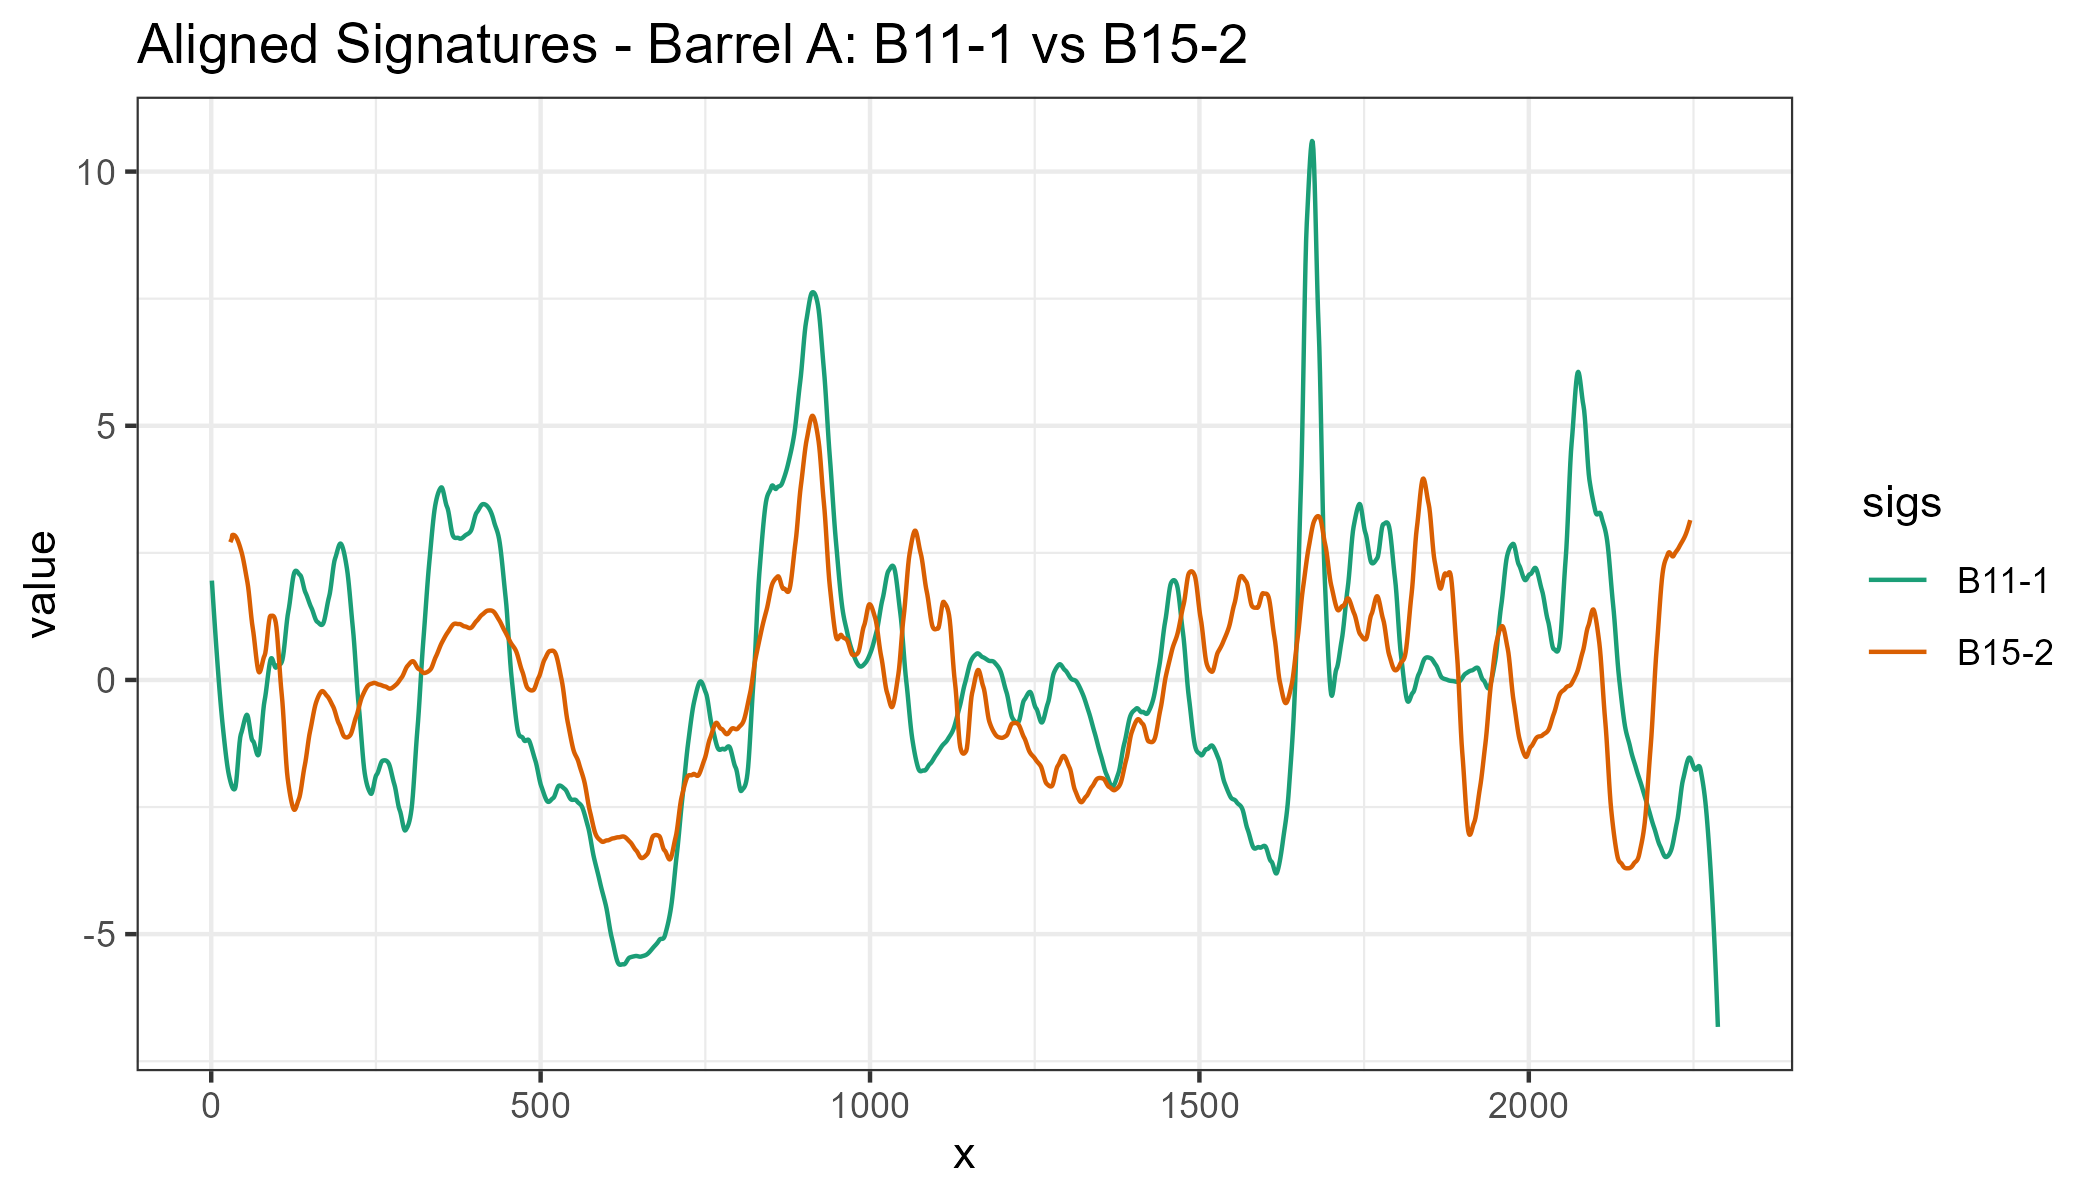 Aligned Signatures - Barrel A: B11-1 vs B15-2
value
10
5
0
-5
0 500 1000 1500 2000
x
sigs
B11-1
B15-2